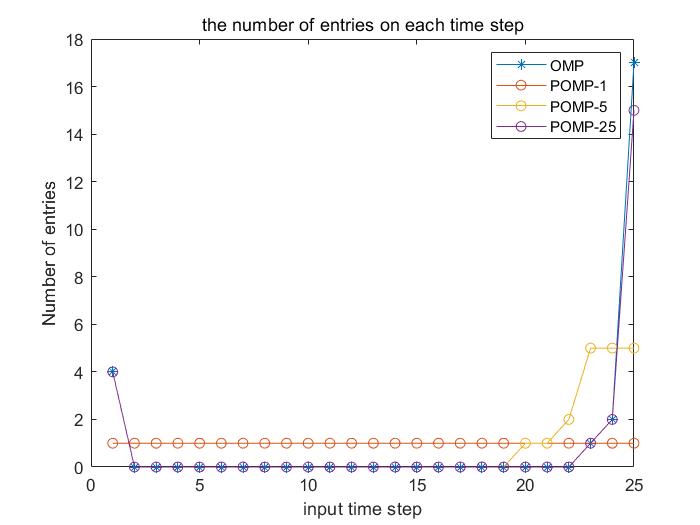 the number of entries on each time step
18
16
14
12
10
8
6
4
2
0
Number of entries
OMP
POMP-1
POMP-5
POMP-25
0 5 10 15 20 25
input time step